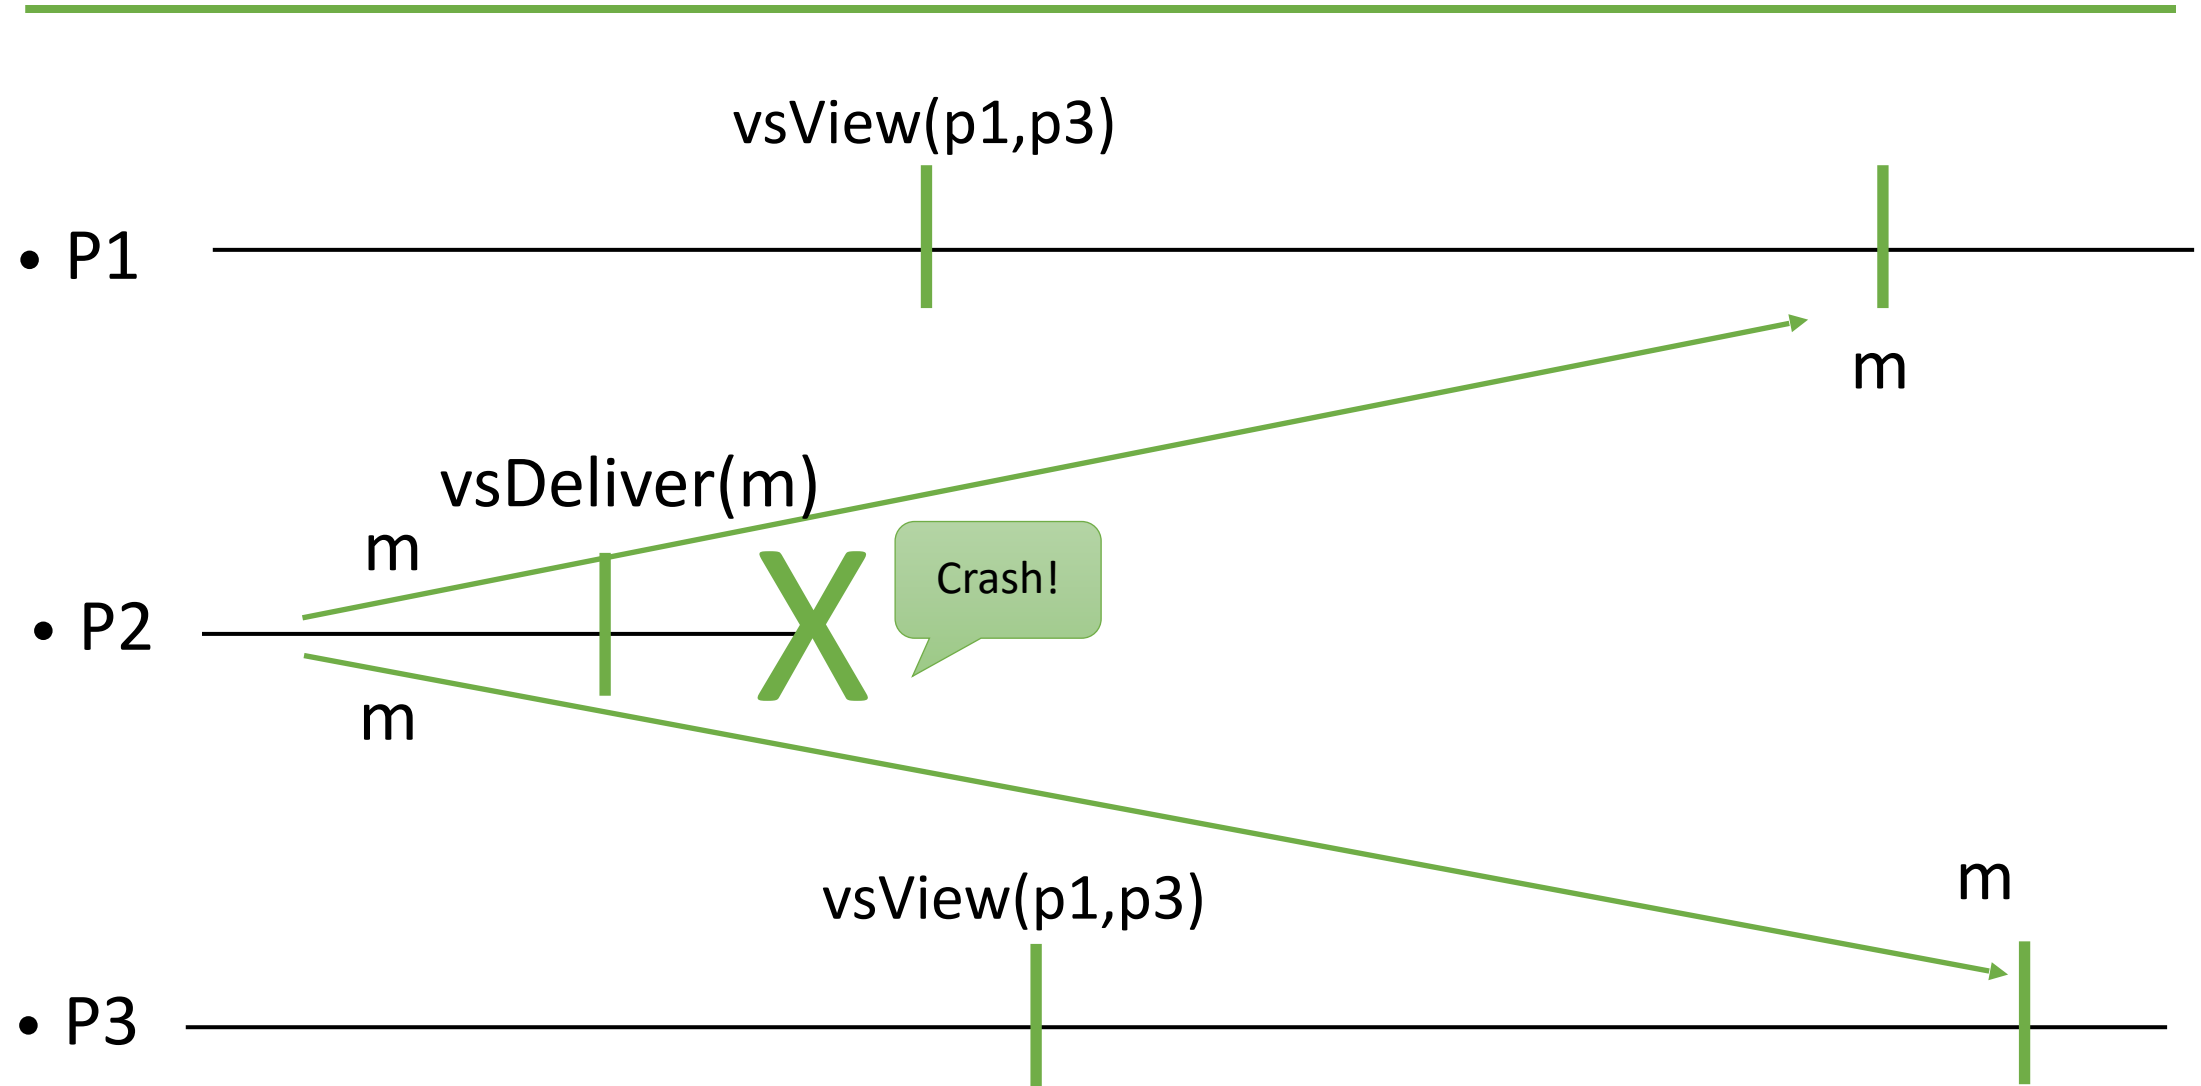 vsView(p1,p3)
• P1
m
vsDeliver(m)
m
Crash!
• P2
m
m
vsView(p1,p3)
• P3